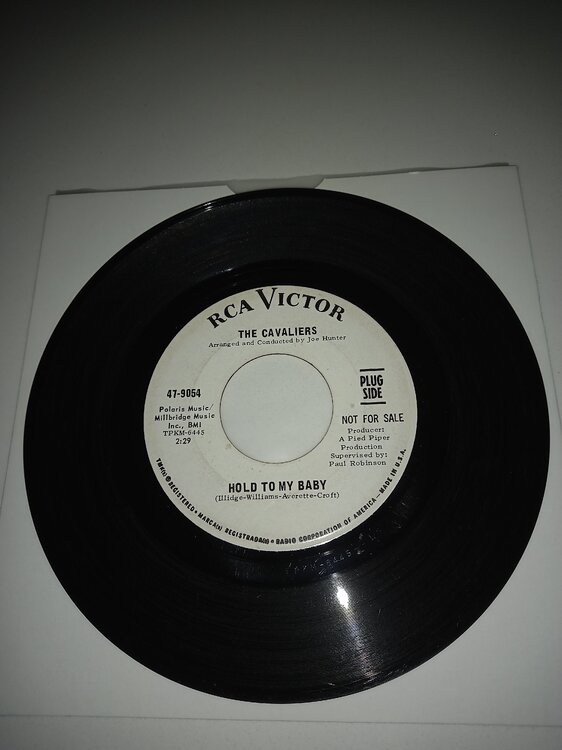 RCA VICTOR
THE CAVALIERS
Arranged and Conducted by Joe Hunter
47-9054
Polaris Music/
Millbridge Music
Inc., BMI
TPKM-6448
2:29
PLUG
SIDE
NOT FOR SALE
Producer:
A Pied Piper
Production
Supervised by:
Paul Robinson
HOLD TO MY BABY
(Illidge-Williams-Averette-Croft)
TMK(s) ® REGISTERED • MARCA(s) REGISTRADA(s) • RADIO CORPORATION OF AMERICA—MADE IN U.S.A.